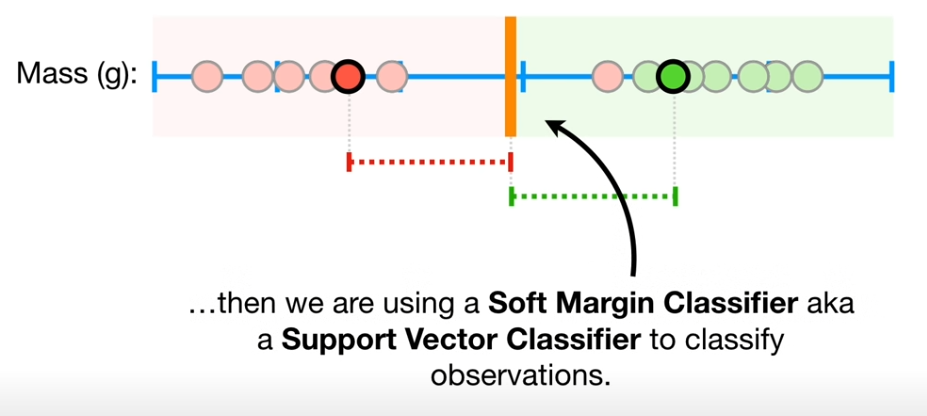 Mass (g):
…then we are using a Soft Margin Classifier aka
a Support Vector Classifier to classify
observations.